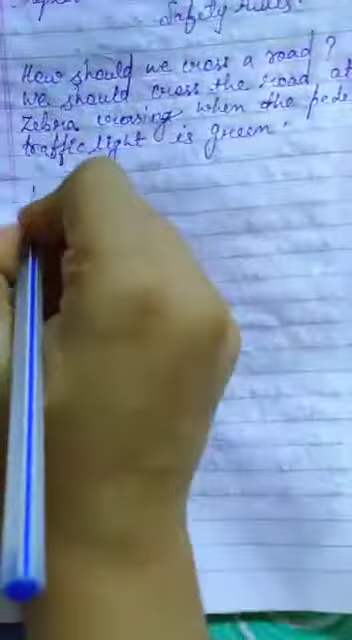 Safety Rules.
How should we cross a road ?
We should cross the road at
Zebra crossing when the pede
traffic light is green.